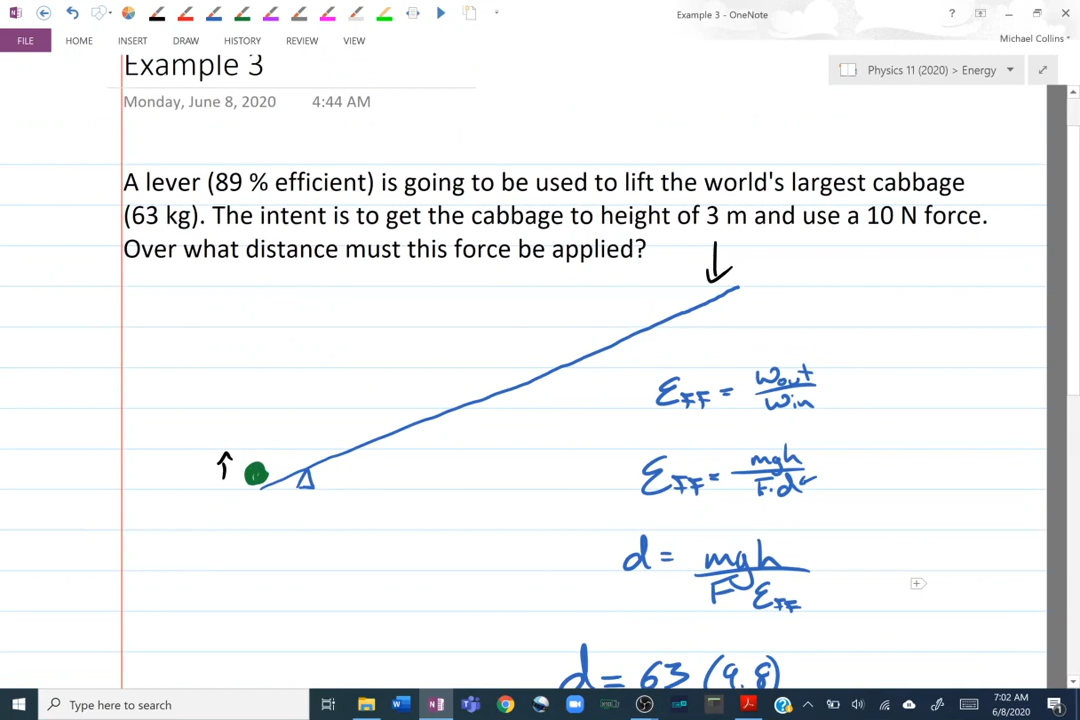 Example 3 - OneNote
?
FILE
HOME
INSERT
DRAW
HISTORY
REVIEW
VIEW
Michael Collins
Example 3
Physics 11 (2020) > Energy
Monday, June 8, 2020 4:44 AM
A lever (89 % efficient) is going to be used to lift the world's largest cabbage
(63 kg). The intent is to get the cabbage to height of 3 m and use a 10 N force.
Over what distance must this force be applied?
EFF = Wout / Win
EFF = mgh / F·d
d = mgh / F EFF
d = 63 (9.8)
Type here to search
7:02 AM
6/8/2020